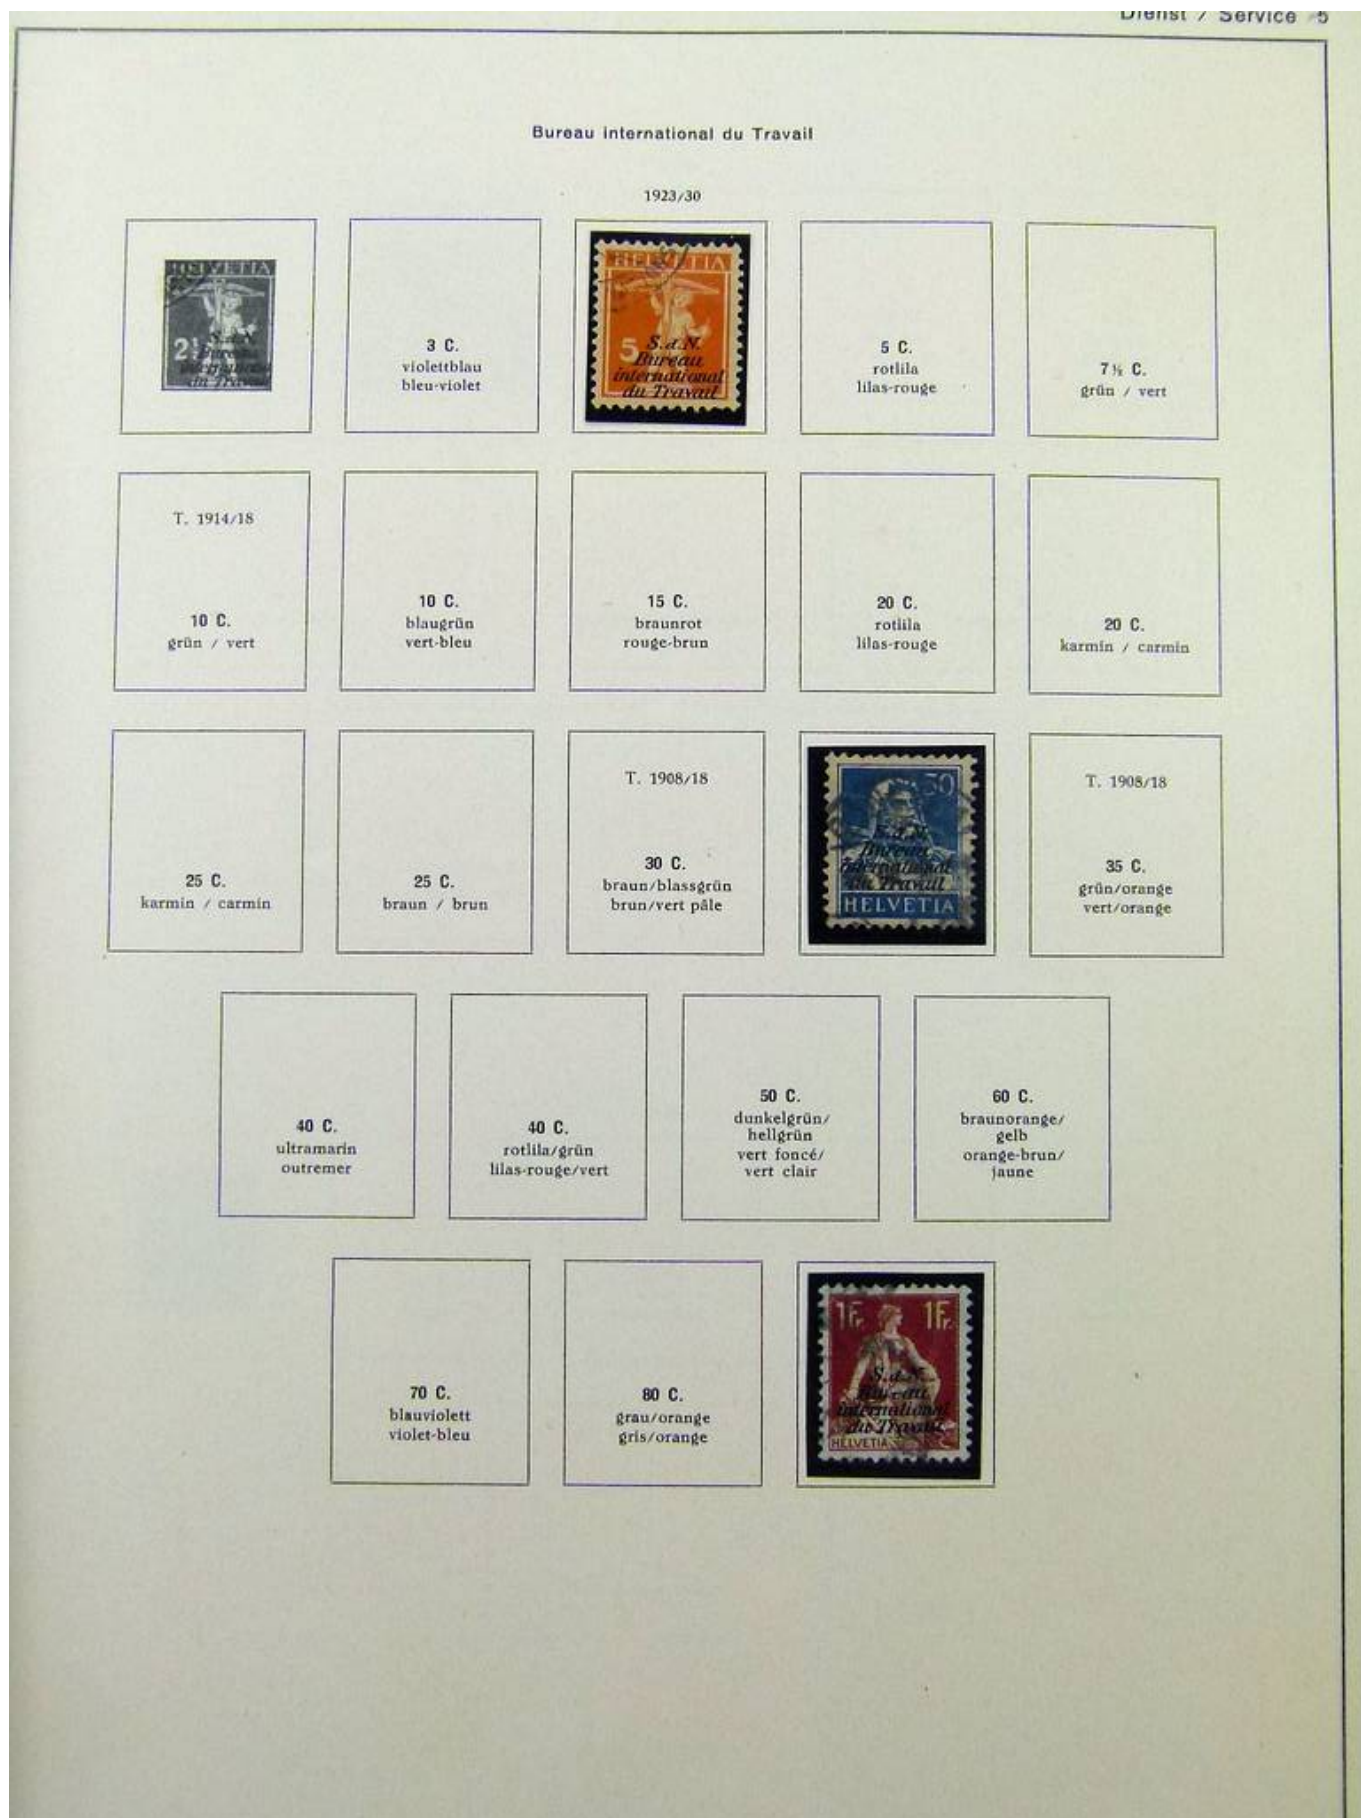 Dienst / Service 5
Bureau international du Travail
1923/30
HELVETIA
2½
S.d.N.
Bureau
international
du Travail
3 C.
violettblau
bleu-violet
HELVETIA
5
S.d.N.
Bureau
international
du Travail
5 C.
rotlila
lilas-rouge
7½ C.
grün / vert
T. 1914/18
10 C.
grün / vert
10 C.
blaugrün
vert-bleu
15 C.
braunrot
rouge-brun
20 C.
rotlila
lilas-rouge
20 C.
karmin / carmin
25 C.
karmin / carmin
25 C.
braun / brun
T. 1908/18
30 C.
braun/blassgrün
brun/vert pâle
30
S.d.N.
Bureau
international
du Travail
HELVETIA
T. 1908/18
35 C.
grün/orange
vert/orange
40 C.
ultramarin
outremer
40 C.
rotlila/grün
lilas-rouge/vert
50 C.
dunkelgrün/
hellgrün
vert foncé/
vert clair
60 C.
braunorange/
gelb
orange-brun/
jaune
70 C.
blauviolett
violet-bleu
80 C.
grau/orange
gris/orange
1Fr. 1Fr.
S.d.N.
Bureau
international
du Travail
HELVETIA